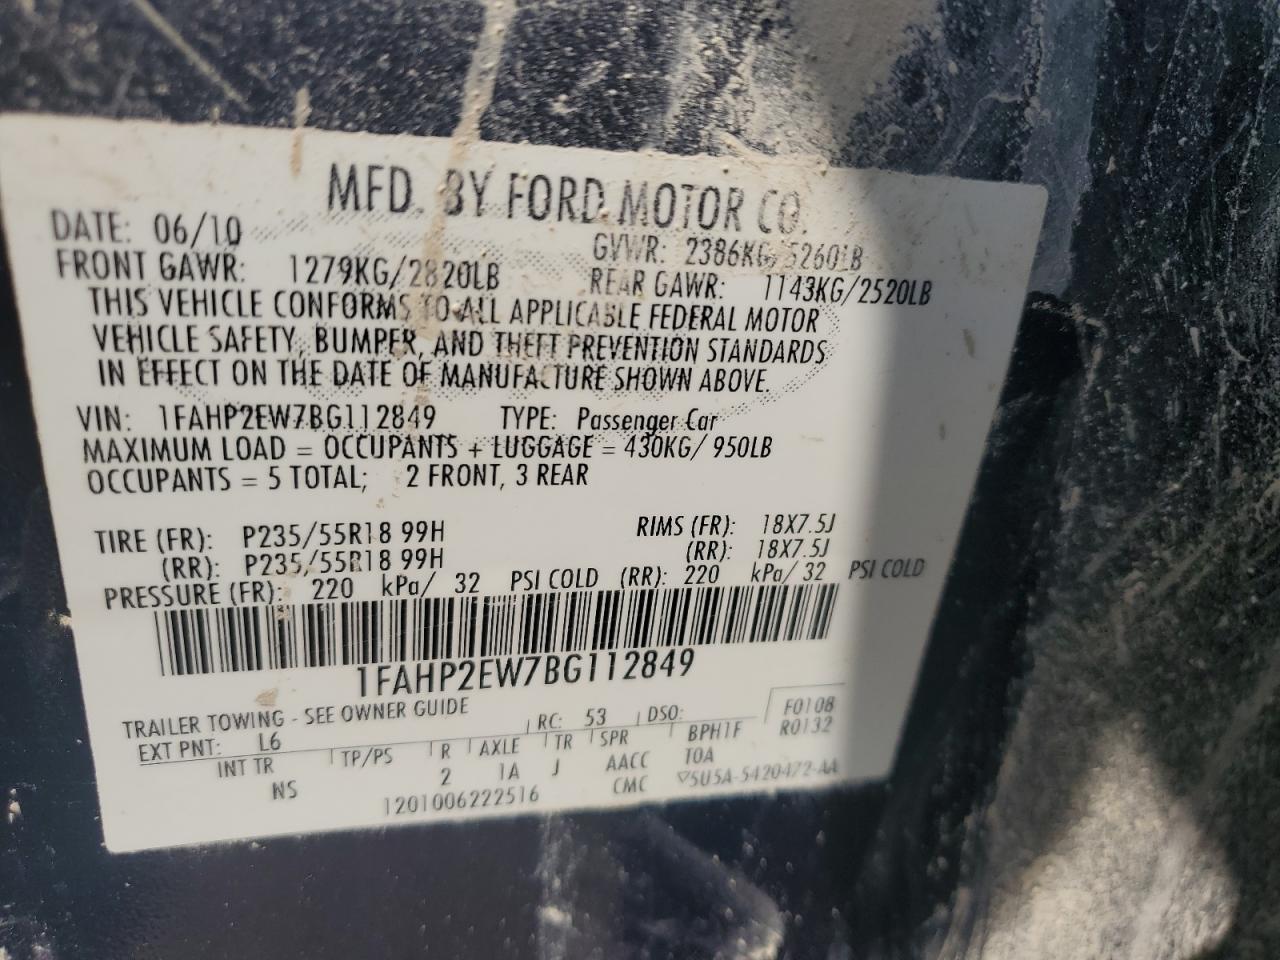 MFD. BY FORD MOTOR CO.
DATE: 06/10 GVWR: 2386KG/5260LB
FRONT GAWR: 1279KG/2820LB REAR GAWR: 1143KG/2520LB
THIS VEHICLE CONFORMS TO ALL APPLICABLE FEDERAL MOTOR
VEHICLE SAFETY, BUMPER, AND THEFT PREVENTION STANDARDS
IN EFFECT ON THE DATE OF MANUFACTURE SHOWN ABOVE.
VIN: 1FAHP2EW7BG112849 TYPE: Passenger Car
MAXIMUM LOAD = OCCUPANTS + LUGGAGE = 430KG/ 950LB
OCCUPANTS = 5 TOTAL; 2 FRONT, 3 REAR
TIRE (FR): P235/55R18 99H RIMS (FR): 18X7.5J
(RR): P235/55R18 99H (RR): 18X7.5J
PRESSURE (FR): 220 kPa/ 32 PSI COLD (RR): 220 kPa/ 32 PSI COLD
1FAHP2EW7BG112849
TRAILER TOWING - SEE OWNER GUIDE
EXT PNT: L6 RC: 53 DSO: F0108
R0132
INT TR TP/PS R AXLE TR SPR BPH1F
NS 2 1A J AACC TOA
1201006222516 CMC ▽5U5A-5420472-AA